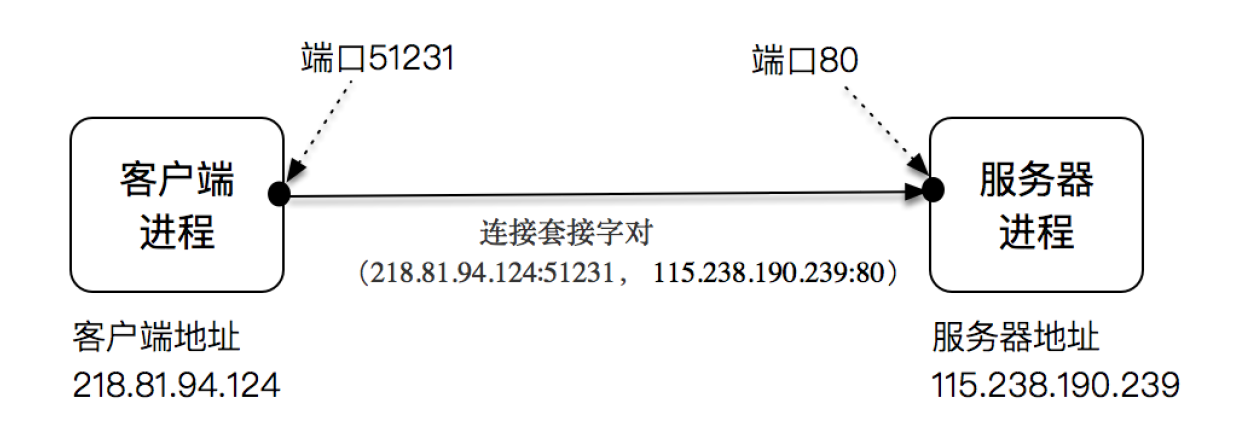 端口51231
端口80
客户端
进程
服务器
进程
连接套接字对
（218.81.94.124:51231， 115.238.190.239:80）
客户端地址
218.81.94.124
服务器地址
115.238.190.239